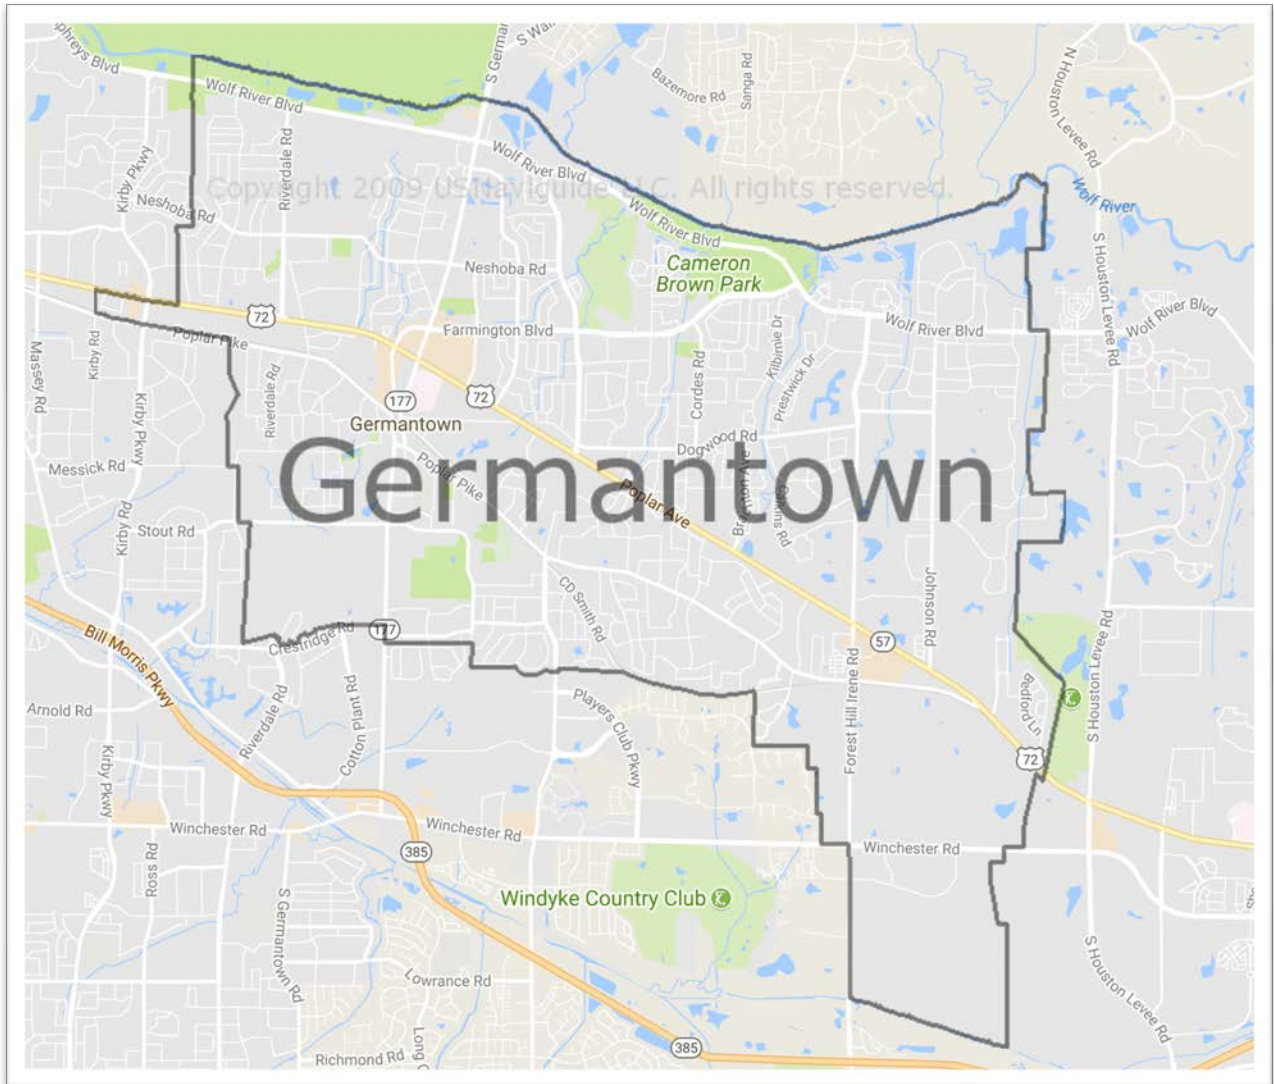 phreys Blvd
S Germa
S Wal
Bazemore Rd
Sanga Rd
N Houston Levee Rd
Wolf River Blvd
Riverdale Rd
Kirby Pkwy
Wolf River Blvd
Copyright 2009 USNaviguide LLC. All rights reserved.
Wolf River
Neshoba Rd
Wolf River Blvd
S Houston Levee Rd
Neshoba Rd
Cameron
Brown Park
72
Farmington Blvd
Wolf River Blvd
Wolf River Blvd
Poplar Pike
Kirby Rd
Massey Rd
Riverdale Rd
Kilbirnie Dr
Prestwick Dr
Cordes Rd
177
72
Kirby Pkwy
Germantown
Dogwood Rd
Messick Rd
Poplar Pike
Germantown
Poplar Ave
Kirby Rd
Stout Rd
CD Smith Rd
Johnson Rd
Bill Morris Pkwy
Crestridge Rd
177
57
S Houston Levee Rd
Forest Hill Irene Rd
Bedford Ln
Arnold Rd
Riverdale Rd
Cotton Plant Rd
Players Club Pkwy
72
Kirby Pkwy
Winchester Rd
Winchester Rd
Winchester Rd
385
Ross Rd
S Germantown Rd
Windyke Country Club
Lowrance Rd
S Houston Levee Rd
385
Richmond Rd
Long